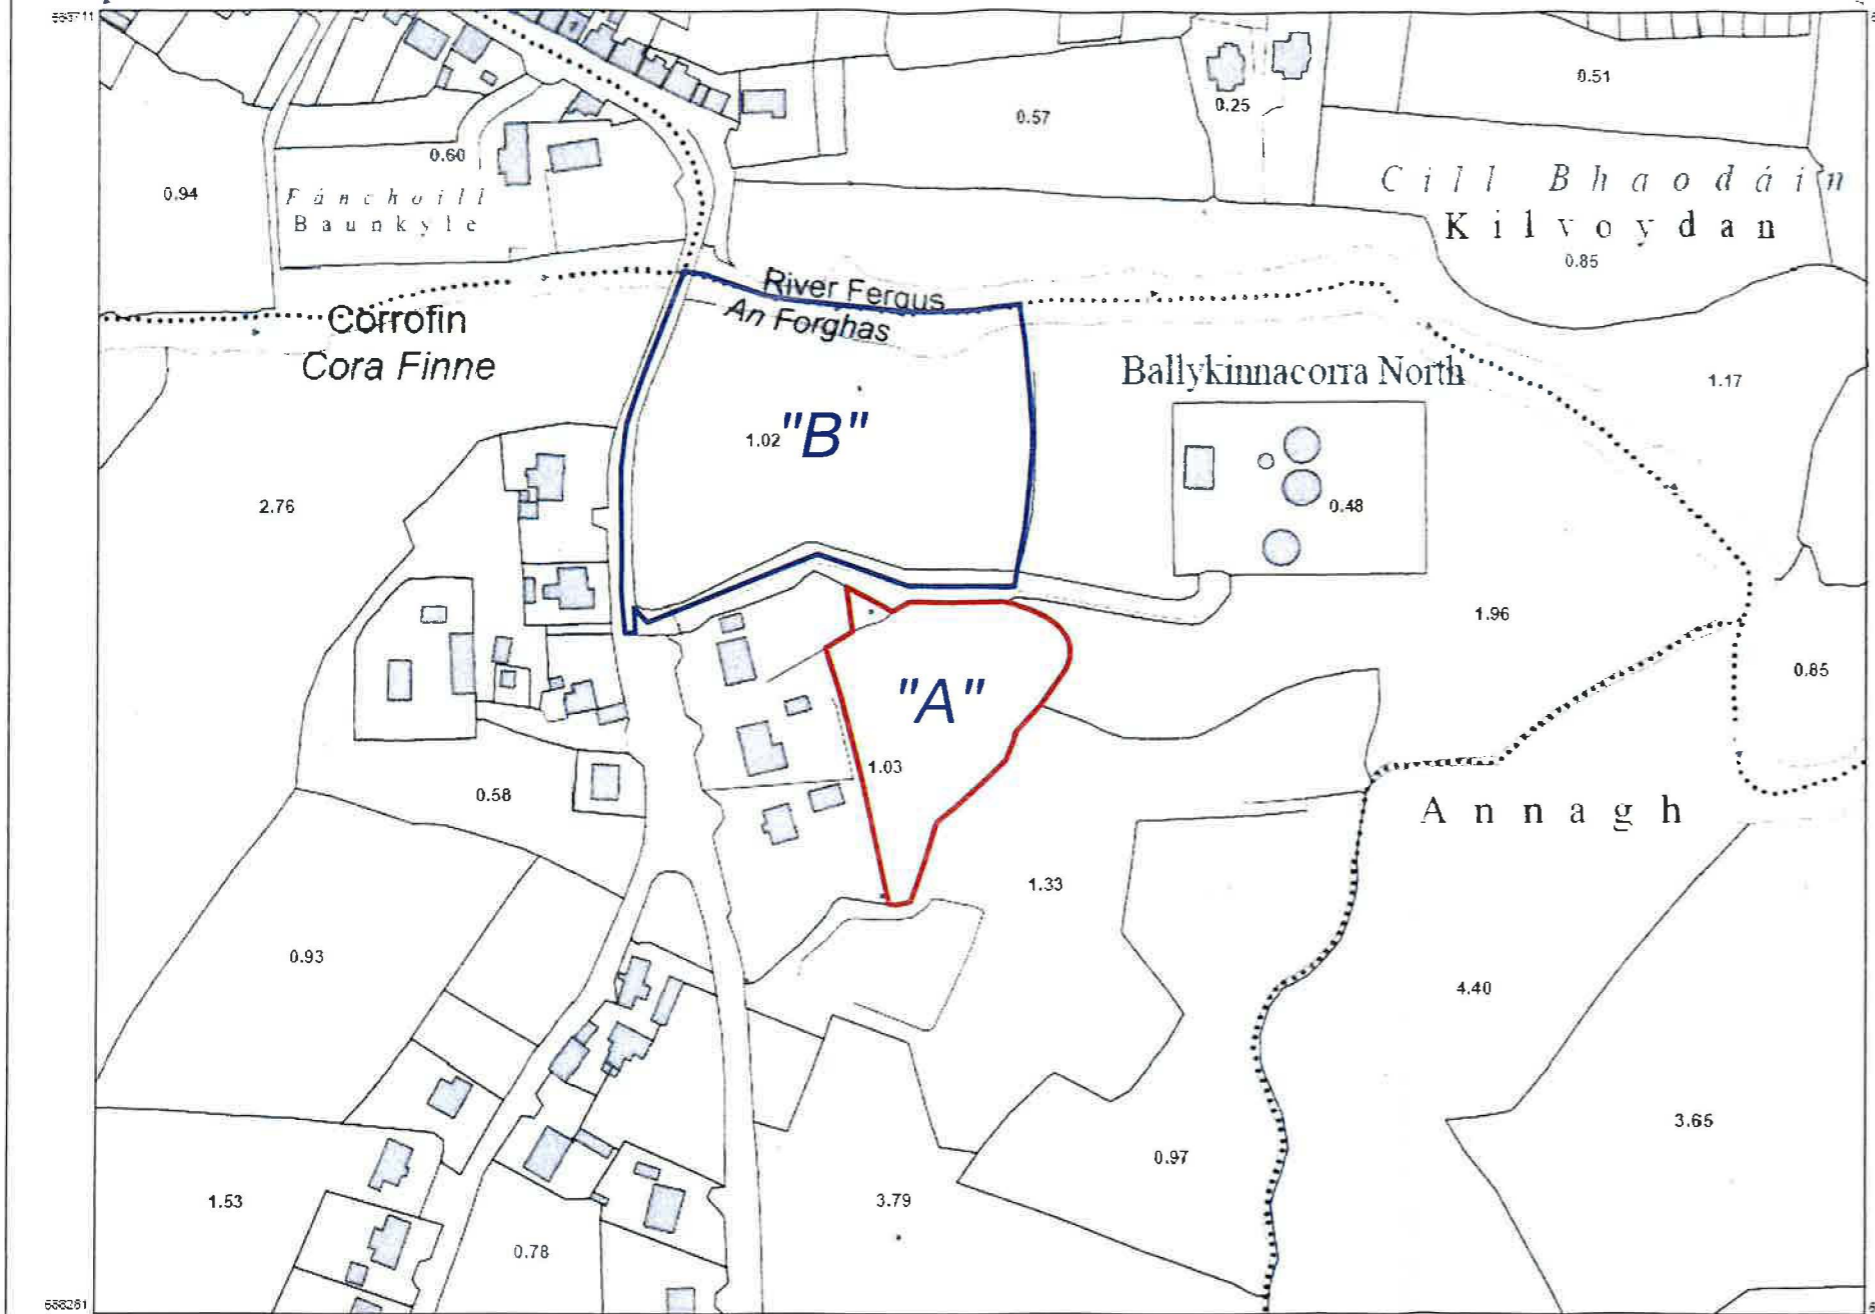 0.51
0.25
0.57
0.60
0.94
Fánchoill
Baunkyle
Cill Bhaodáin
Kilvoydan
0.85
River Fergus
An Forghas
Corrofin
Cora Finne
Ballykinnacorra North
1.17
1.02
"B"
2.76
0.48
1.96
0.85
"A"
1.03
0.58
Annagh
1.33
0.93
4.40
3.65
0.97
1.53
3.79
0.78
688261